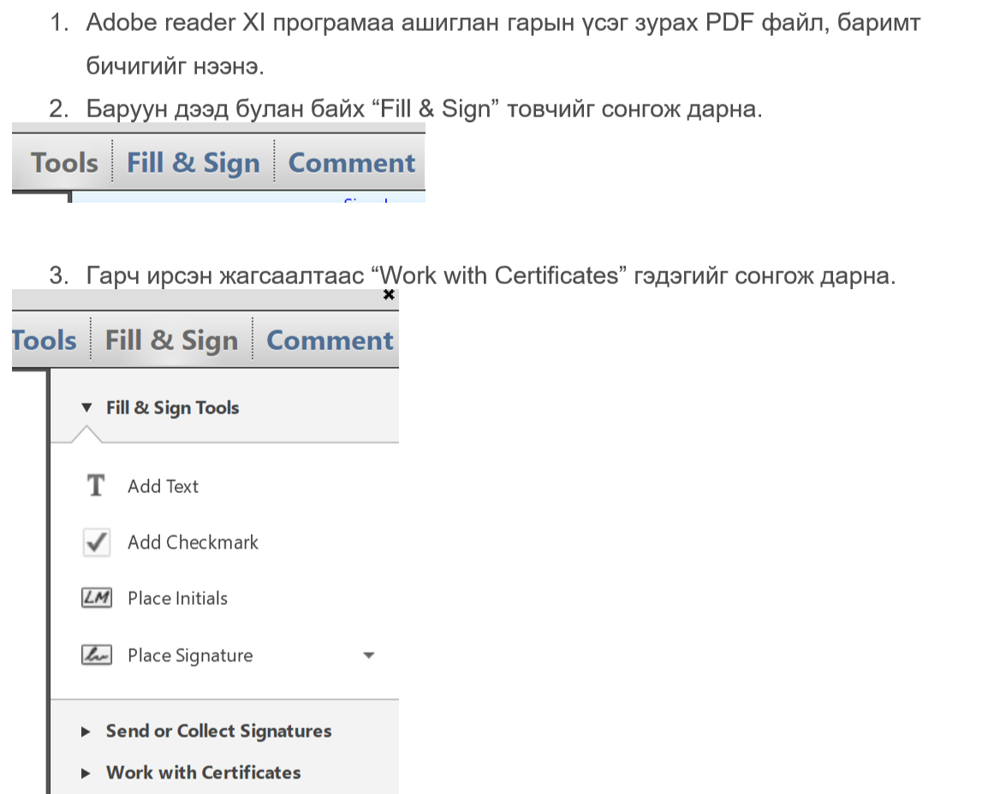 1. Adobe reader XI програмаа ашиглан гарын үсэг зурах PDF файл, баримт
бичигийг нээнэ.
2. Баруун дээд булан байх “Fill & Sign” товчийг сонгож дарна.
Tools Fill & Sign Comment
3. Гарч ирсэн жагсаалтаас “Work with Certificates” гэдэгийг сонгож дарна.
Tools Fill & Sign Comment
Fill & Sign Tools
T Add Text
Add Checkmark
LM Place Initials
Place Signature
Send or Collect Signatures
Work with Certificates